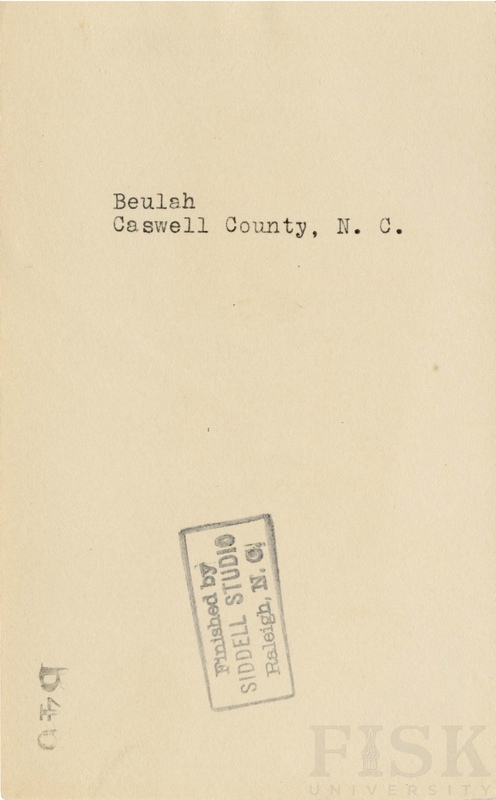 Beulah
Caswell County, N. C.
Finished by
SIDDELL STUDIO
Raleigh, N. C.
FISK
UNIVERSITY